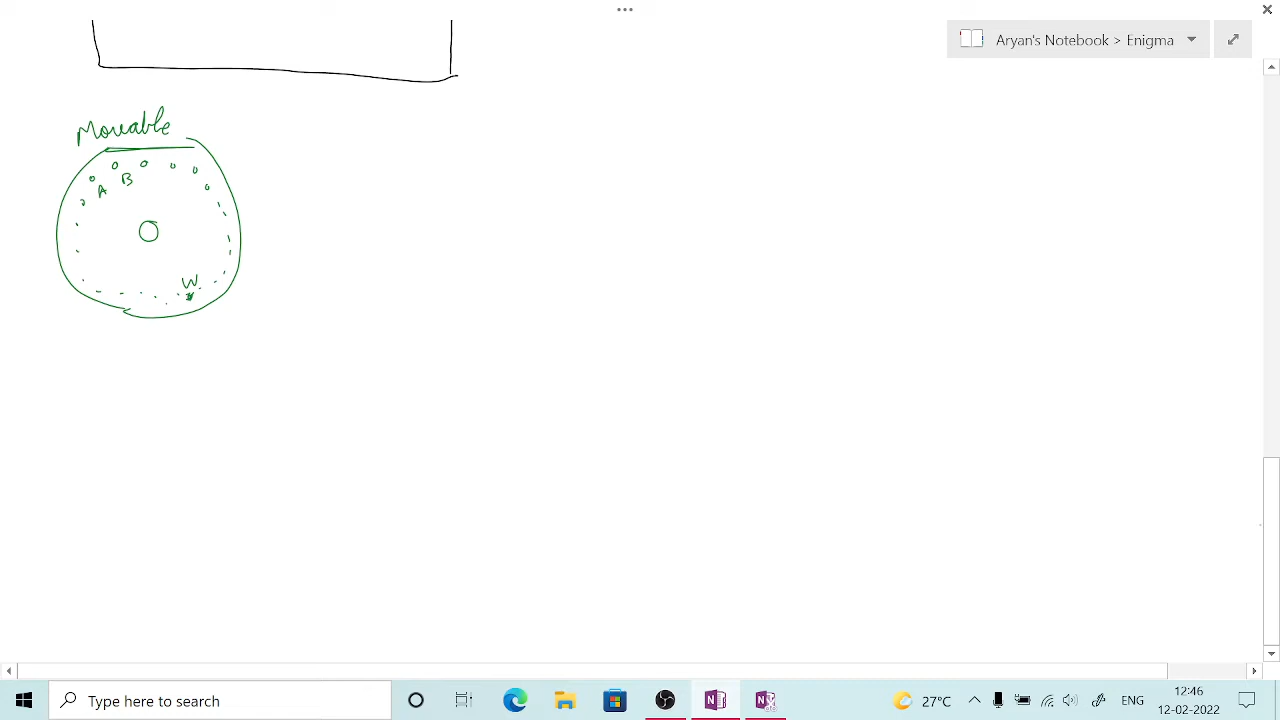 Aryan's Notebook > Enigma
Moveable
A B
W
Type here to search
27°C
ENG
12:46
12-02-2022